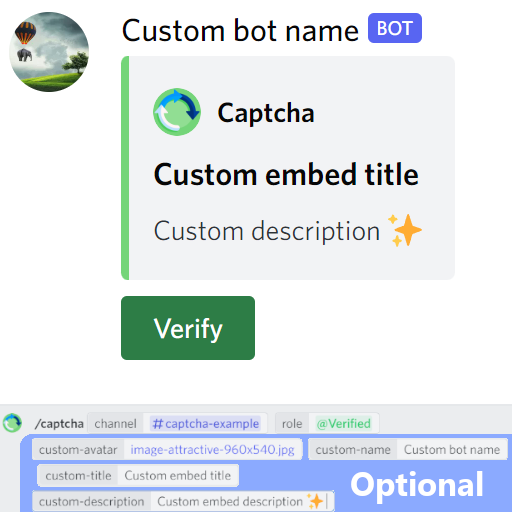 Custom bot name BOT
Captcha
Custom embed title
Custom description ✨
Verify
/captcha channel #captcha-example role @Verified
custom-avatar image-attractive-960x540.jpg custom-name Custom bot name
custom-title Custom embed title
custom-description Custom embed description ✨
Optional